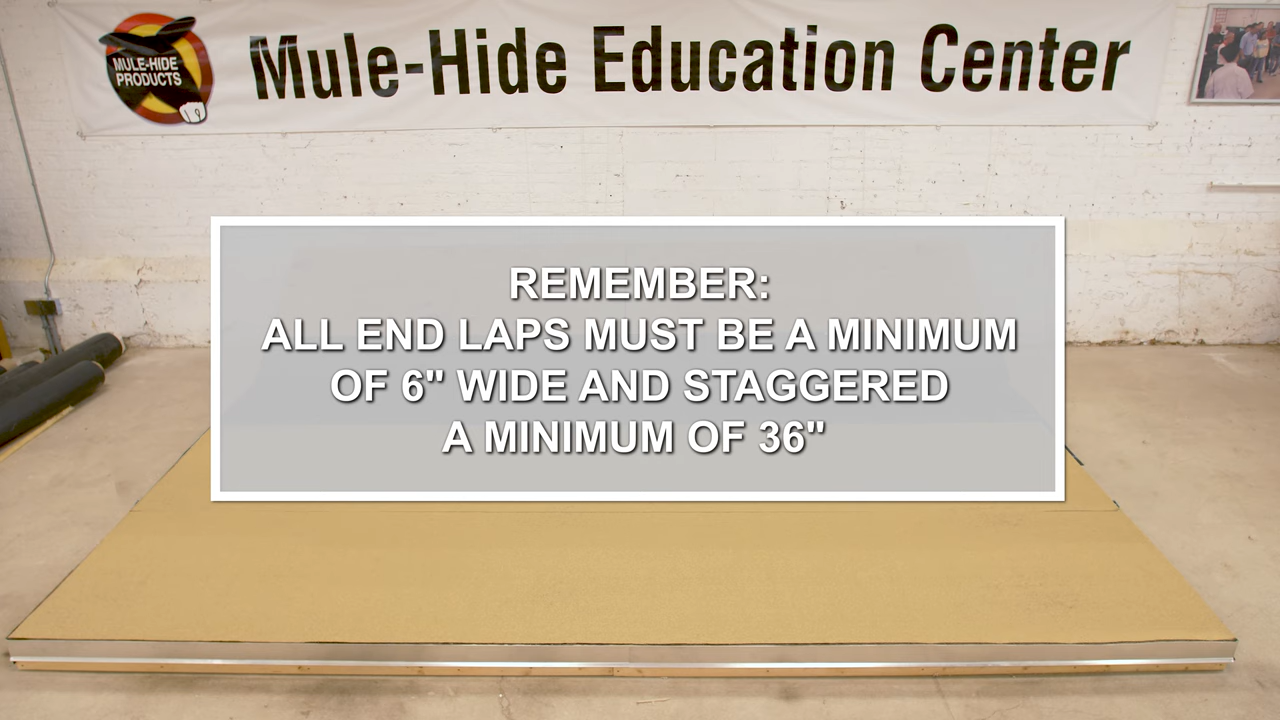 MULE-HIDE
PRODUCTS
Mule-Hide Education Center
REMEMBER:
ALL END LAPS MUST BE A MINIMUM
OF 6" WIDE AND STAGGERED
A MINIMUM OF 36"